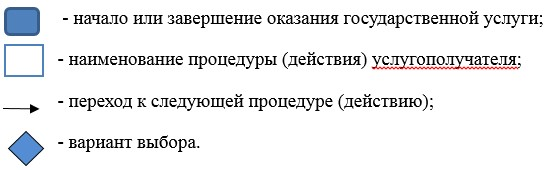 - начало или завершение оказания государственной услуги;
- наименование процедуры (действия) услугополучателя;
- переход к следующей процедуре (действию);
- вариант выбора.